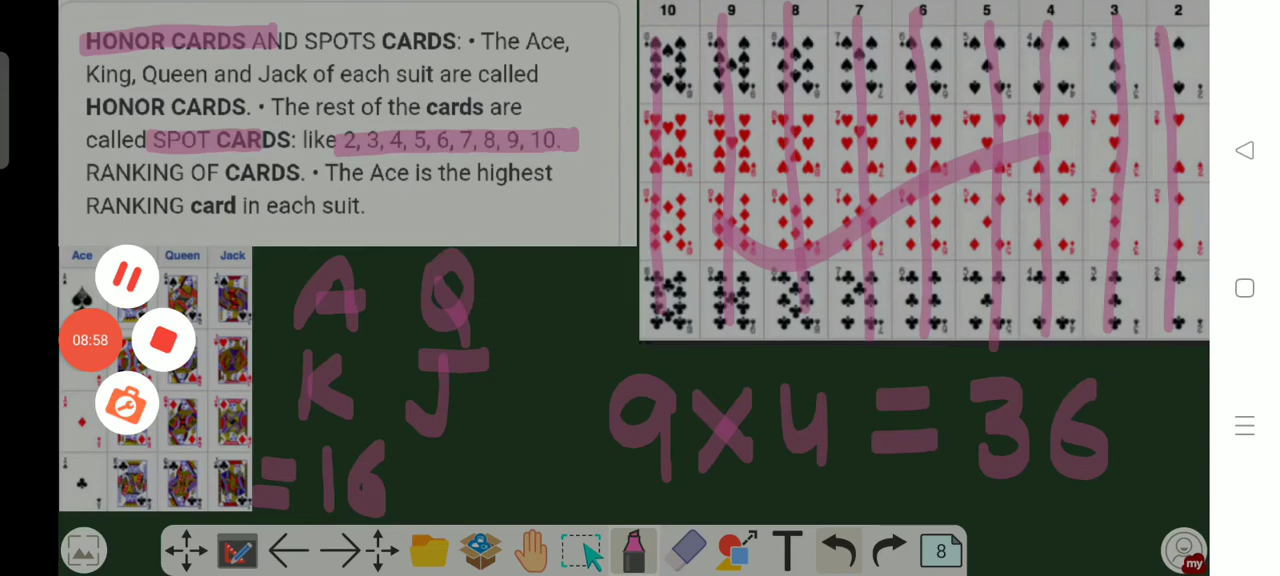 HONOR CARDS AND SPOTS CARDS: • The Ace,
King, Queen and Jack of each suit are called
HONOR CARDS. • The rest of the cards are
called SPOT CARDS: like 2, 3, 4, 5, 6, 7, 8, 9, 10.
RANKING OF CARDS. • The Ace is the highest
RANKING card in each suit.
10 9 8 7 6 5 4 3 2
Ace Queen Jack
08:58
A Q
K J
= 16
9 x 4 = 36
T
8
my